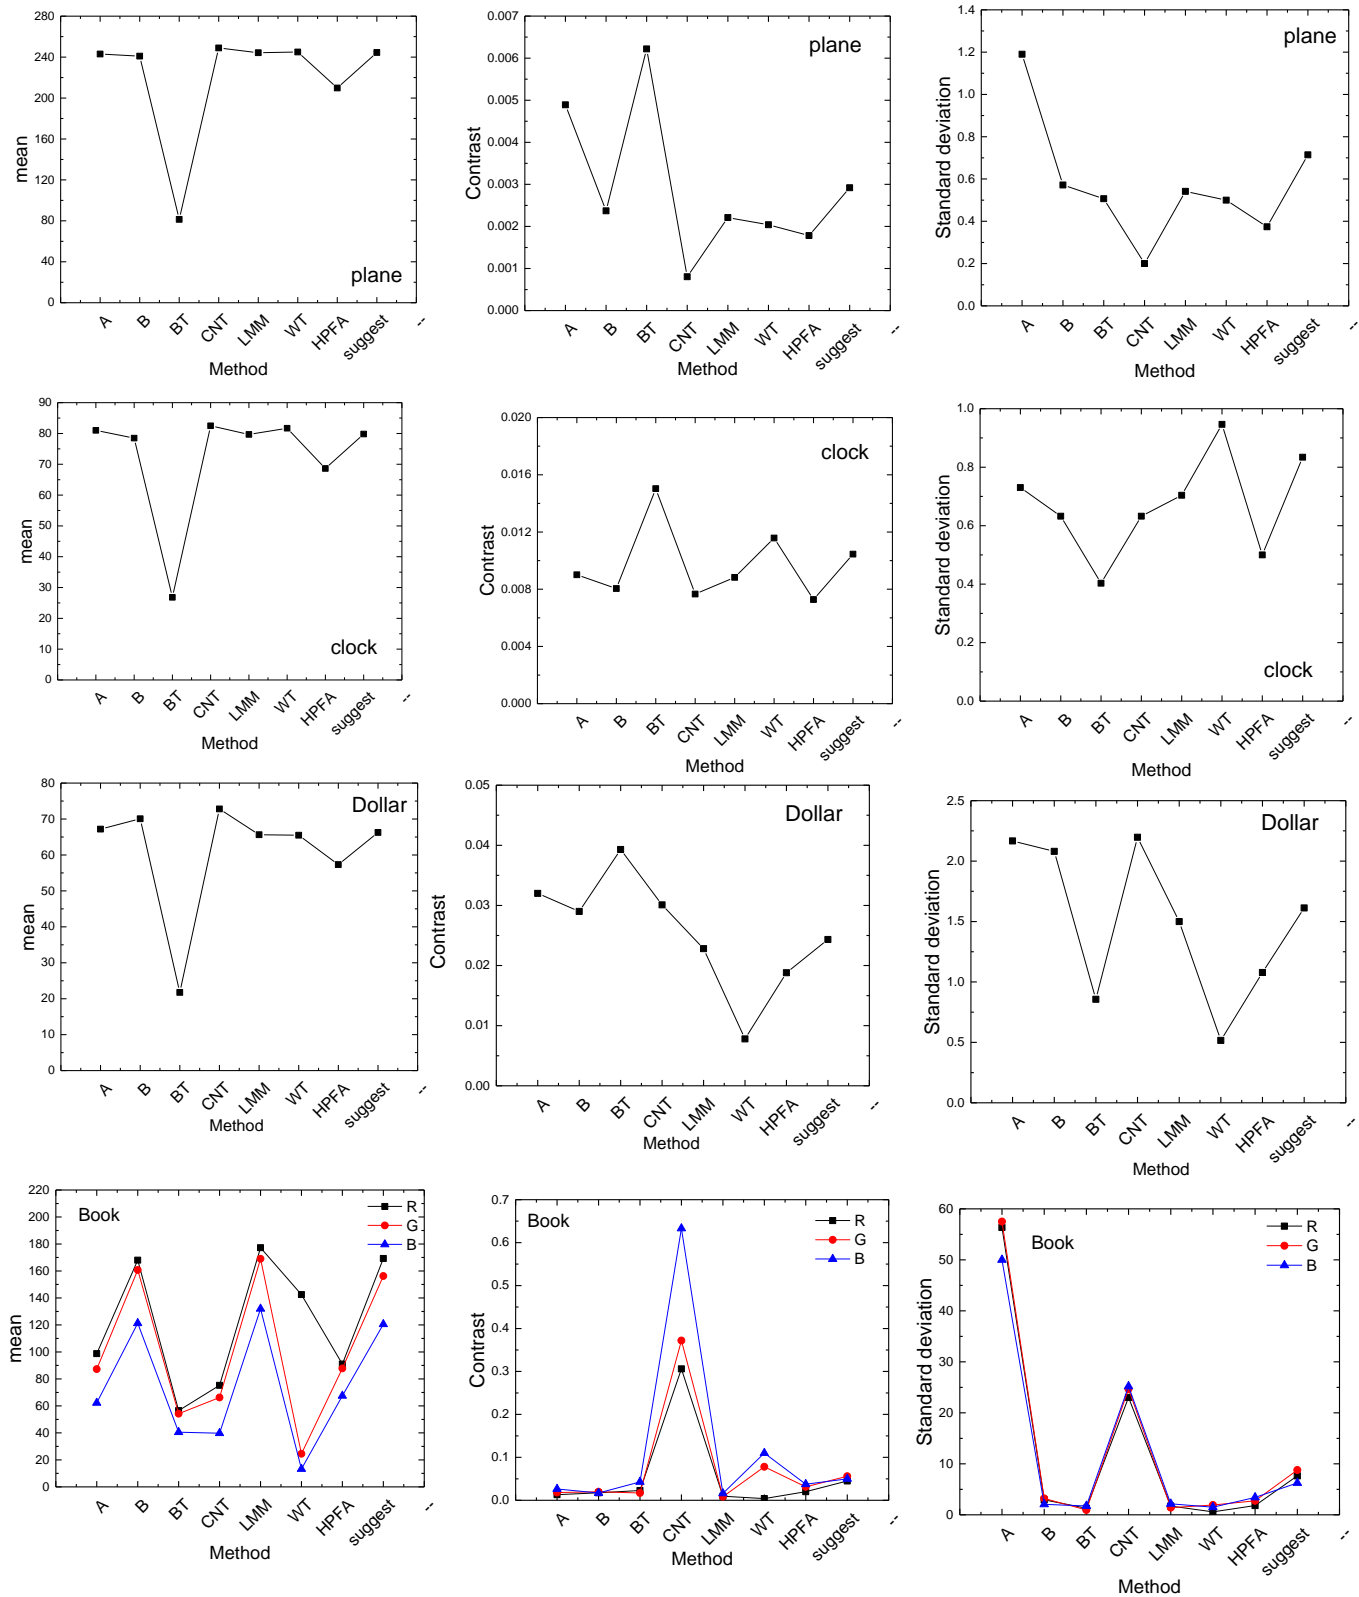 280
240
200
160
120
80
40
0
mean
plane
A
B
BT
CNT
LMM
WT
HPFA
suggest
--
Method
0.007
0.006
0.005
0.004
0.003
0.002
0.001
0.000
Contrast
plane
A
B
BT
CNT
LMM
WT
HPFA
suggest
--
Method
1.4
1.2
1.0
0.8
0.6
0.4
0.2
0.0
Standard deviation
plane
A
B
BT
CNT
LMM
WT
HPFA
suggest
--
Method
90
80
70
60
50
40
30
20
10
0
mean
clock
A
B
BT
CNT
LMM
WT
HPFA
suggest
--
Method
0.020
0.016
0.012
0.008
0.004
0.000
Contrast
clock
A
B
BT
CNT
LMM
WT
HPFA
suggest
--
Method
1.0
0.8
0.6
0.4
0.2
0.0
Standard deviation
clock
A
B
BT
CNT
LMM
WT
HPFA
suggest
--
Method
80
70
60
50
40
30
20
10
0
mean
Dollar
A
B
BT
CNT
LMM
WT
HPFA
suggest
--
Method
0.05
0.04
0.03
0.02
0.01
0.00
Contrast
Dollar
A
B
BT
CNT
LMM
WT
HPFA
suggest
--
Method
2.5
2.0
1.5
1.0
0.5
0.0
Standard deviation
Dollar
A
B
BT
CNT
LMM
WT
HPFA
suggest
--
Method
220
200
180
160
140
120
100
80
60
40
20
0
mean
Book
R
G
B
A
B
BT
CNT
LMM
WT
HPFA
suggest
--
Method
0.7
0.6
0.5
0.4
0.3
0.2
0.1
0.0
Contrast
Book
R
G
B
A
B
BT
CNT
LMM
WT
HPFA
suggest
--
Method
60
50
40
30
20
10
0
Standard deviation
Book
R
G
B
A
B
BT
CNT
LMM
WT
HPFA
suggest
--
Method